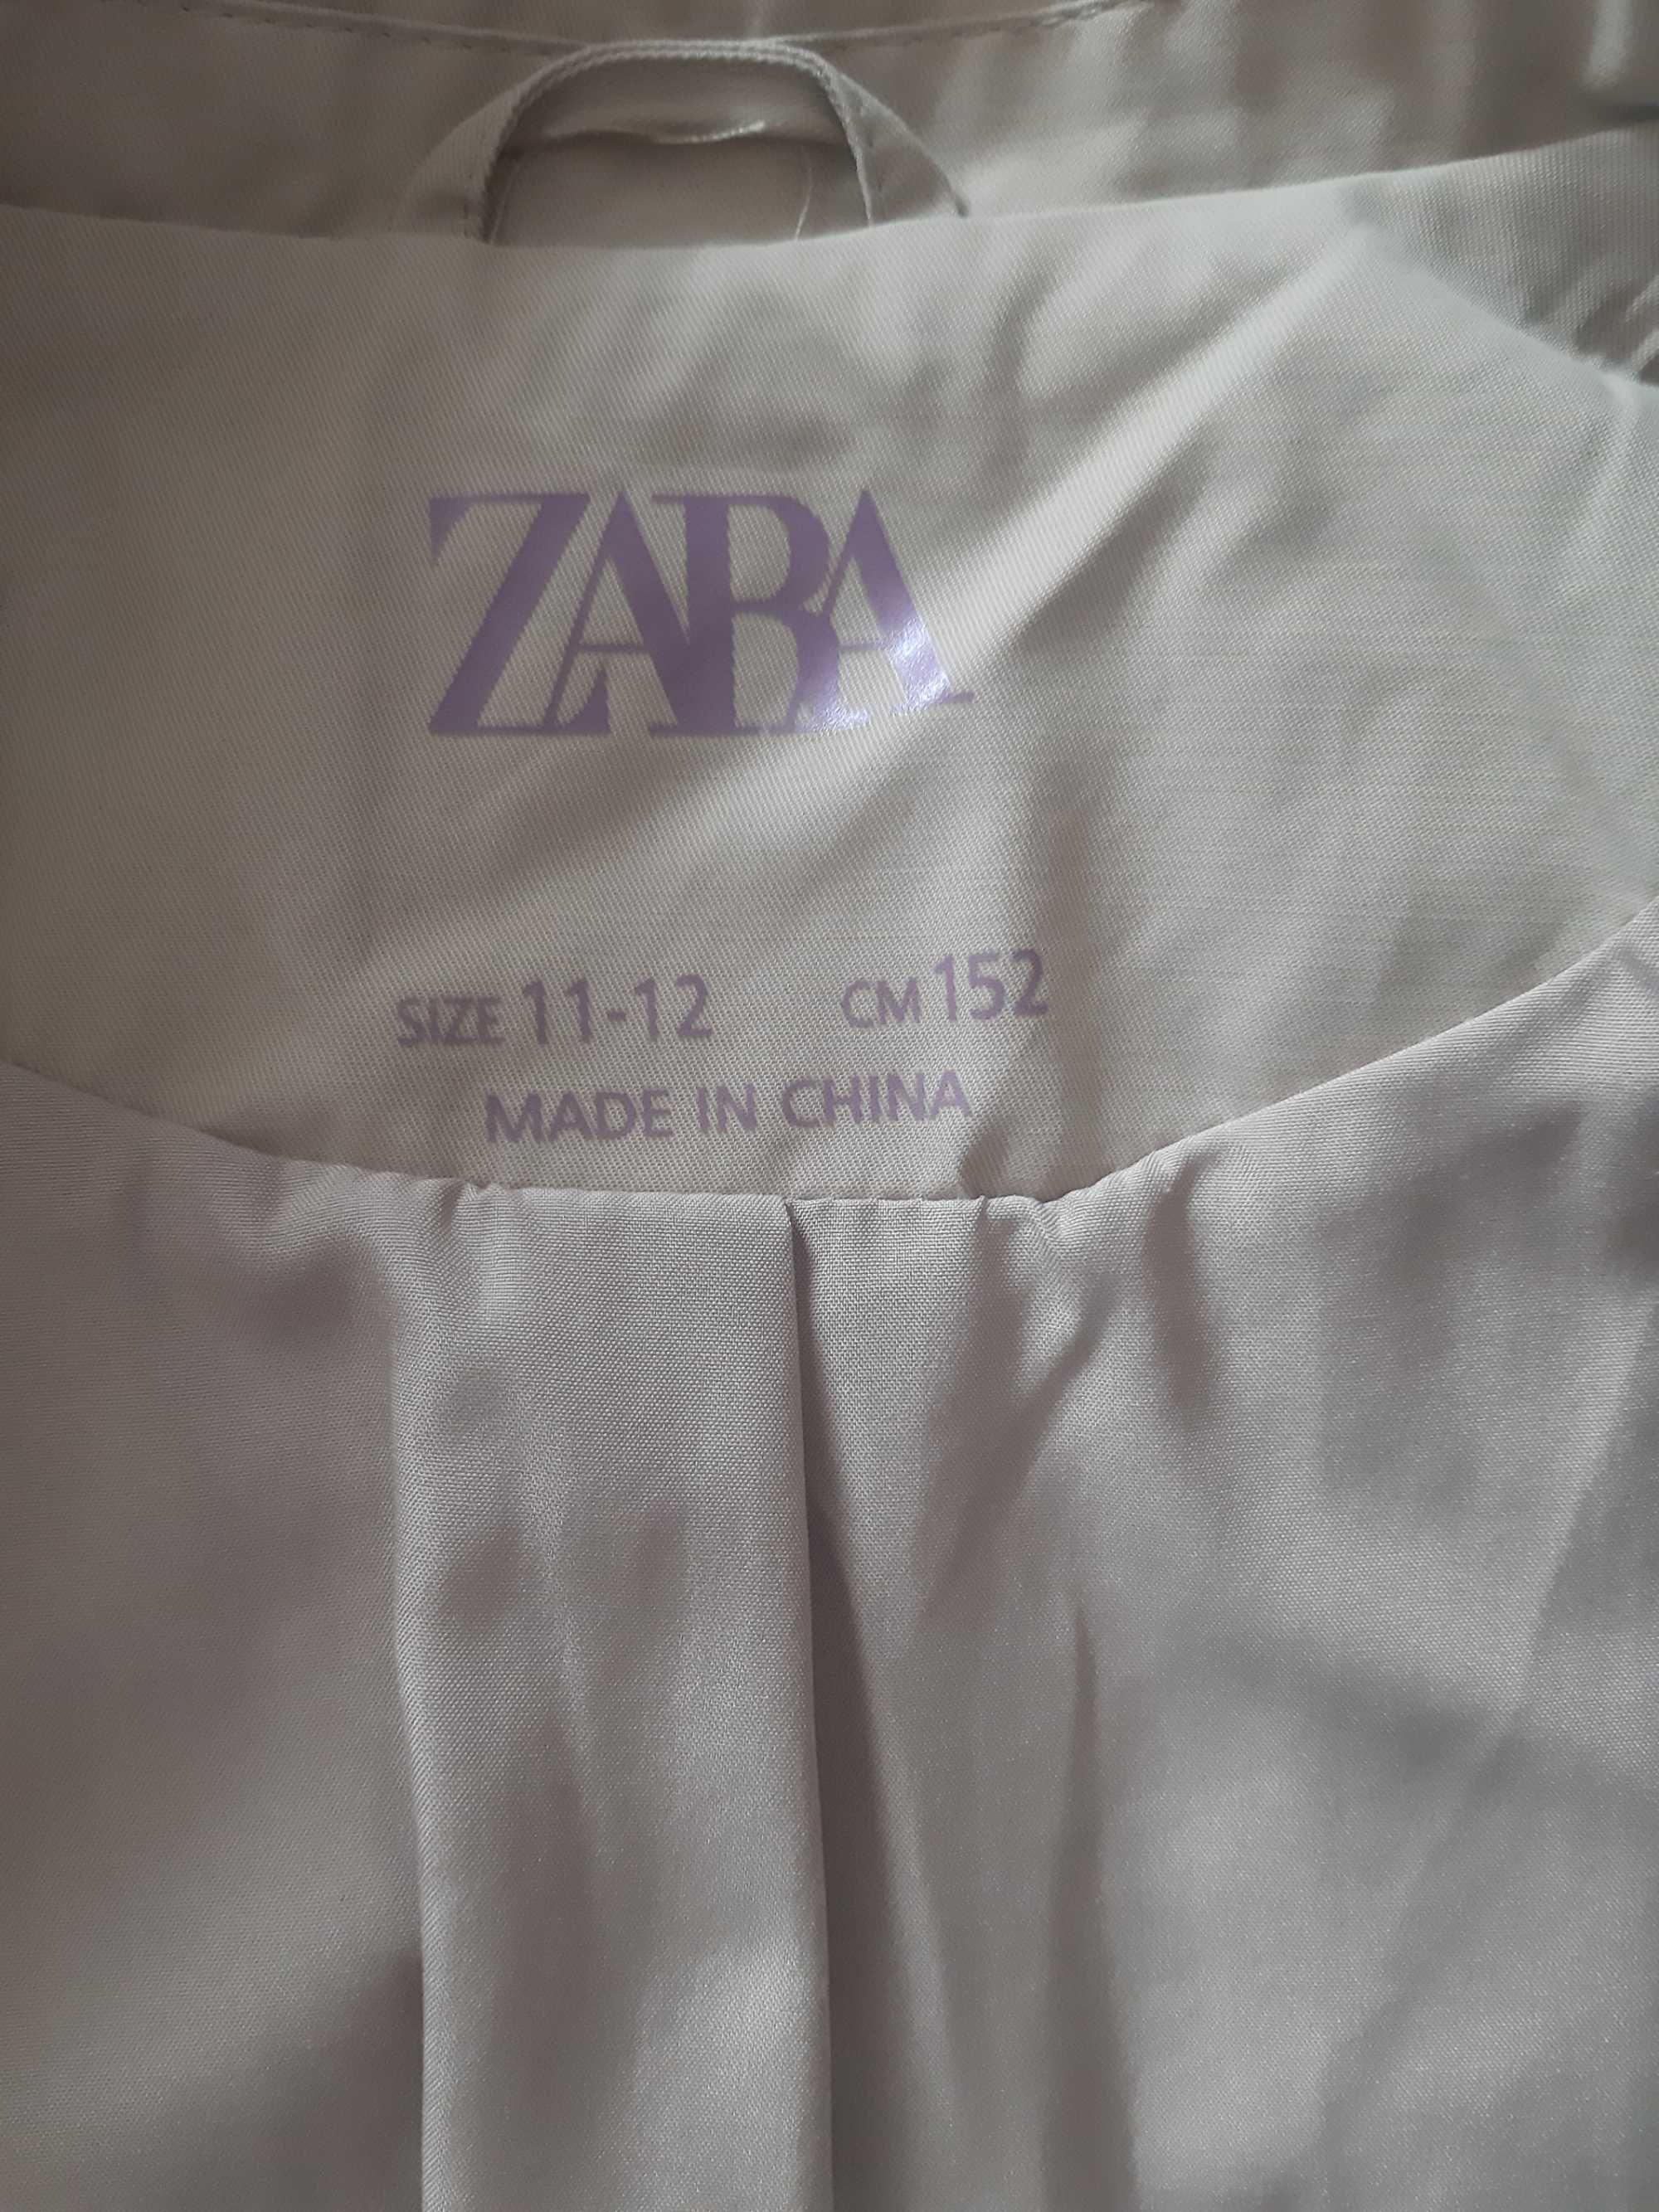 ZARA
SIZE 11-12 CM 152
MADE IN CHINA